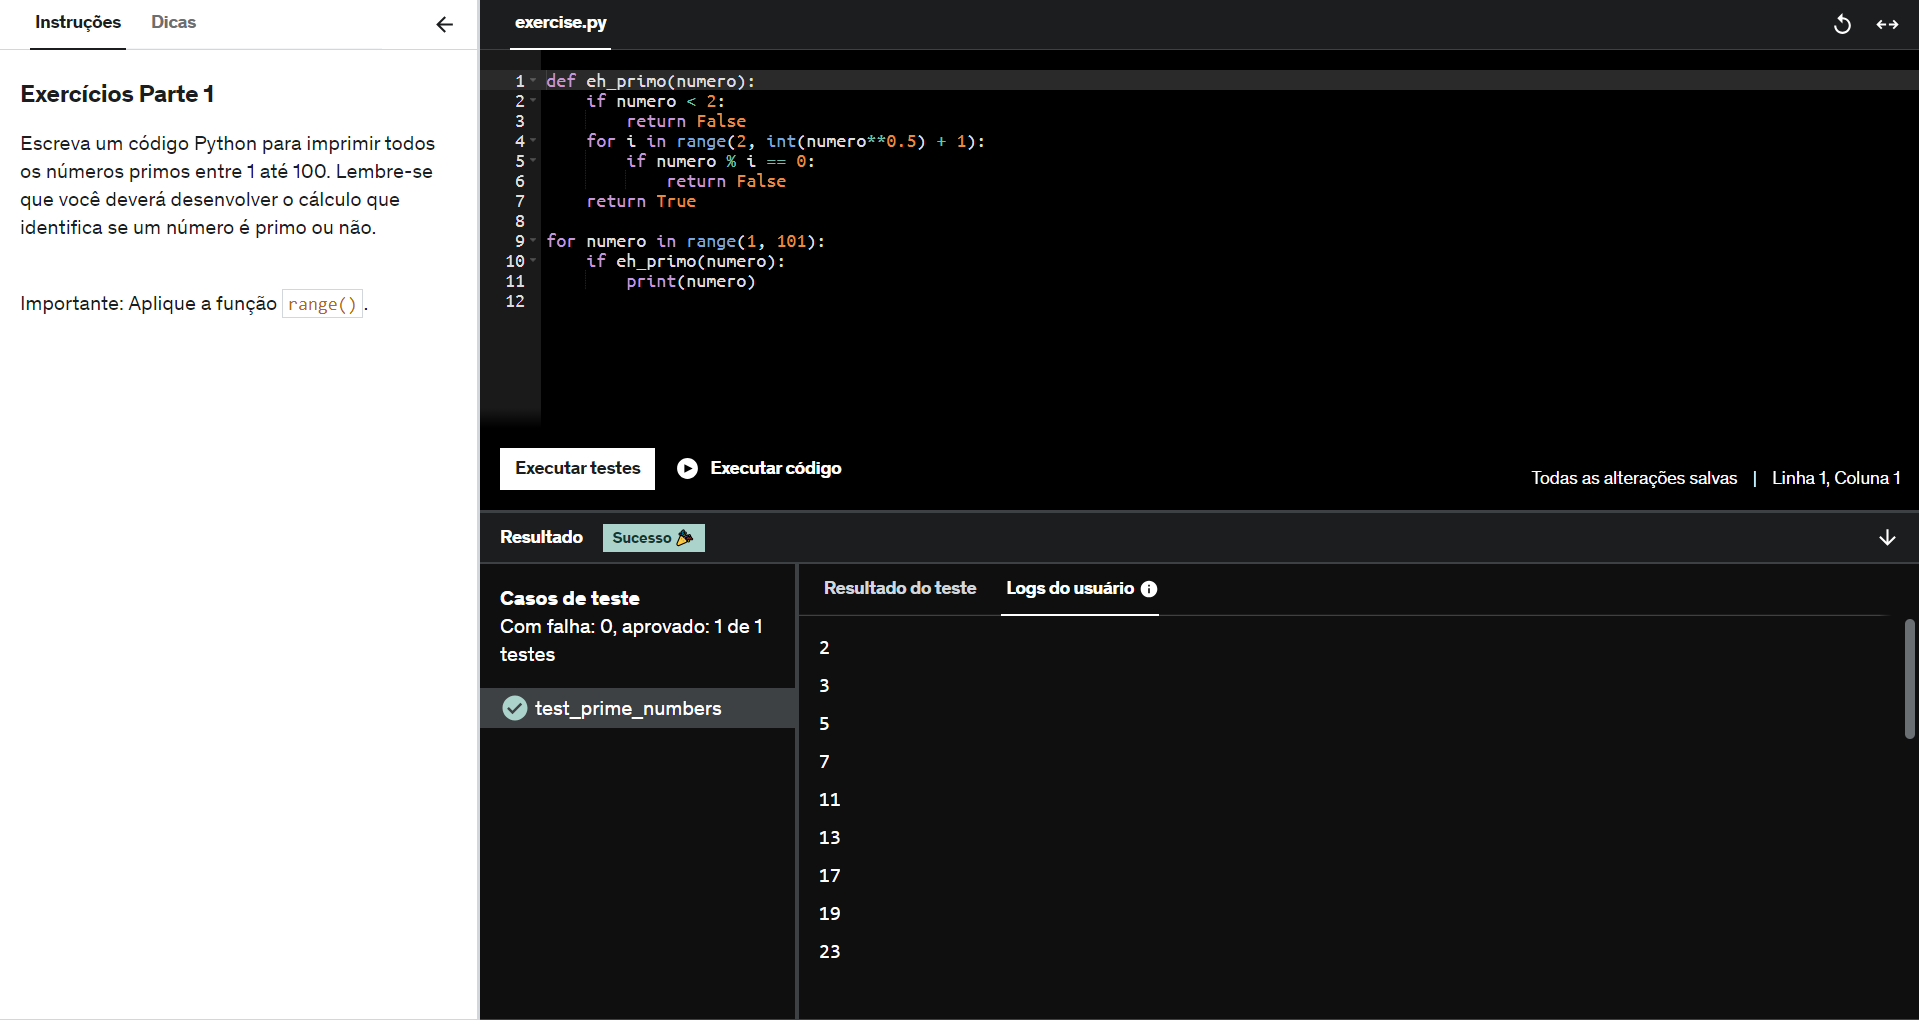 Instruções Dicas
Exercícios Parte 1
Escreva um código Python para imprimir todos
os números primos entre 1 até 100. Lembre-se
que você deverá desenvolver o cálculo que
identifica se um número é primo ou não.
Importante: Aplique a função range().
exercise.py
1 def eh_primo(numero):
2     if numero < 2:
3         return False
4     for i in range(2, int(numero**0.5) + 1):
5         if numero % i == 0:
6             return False
7     return True
8
9 for numero in range(1, 101):
10     if eh_primo(numero):
11         print(numero)
12
Executar testes Executar código
Todas as alterações salvas | Linha 1, Coluna 1
Resultado Sucesso
Casos de teste
Com falha: 0, aprovado: 1 de 1
testes
test_prime_numbers
Resultado do teste Logs do usuário
2
3
5
7
11
13
17
19
23